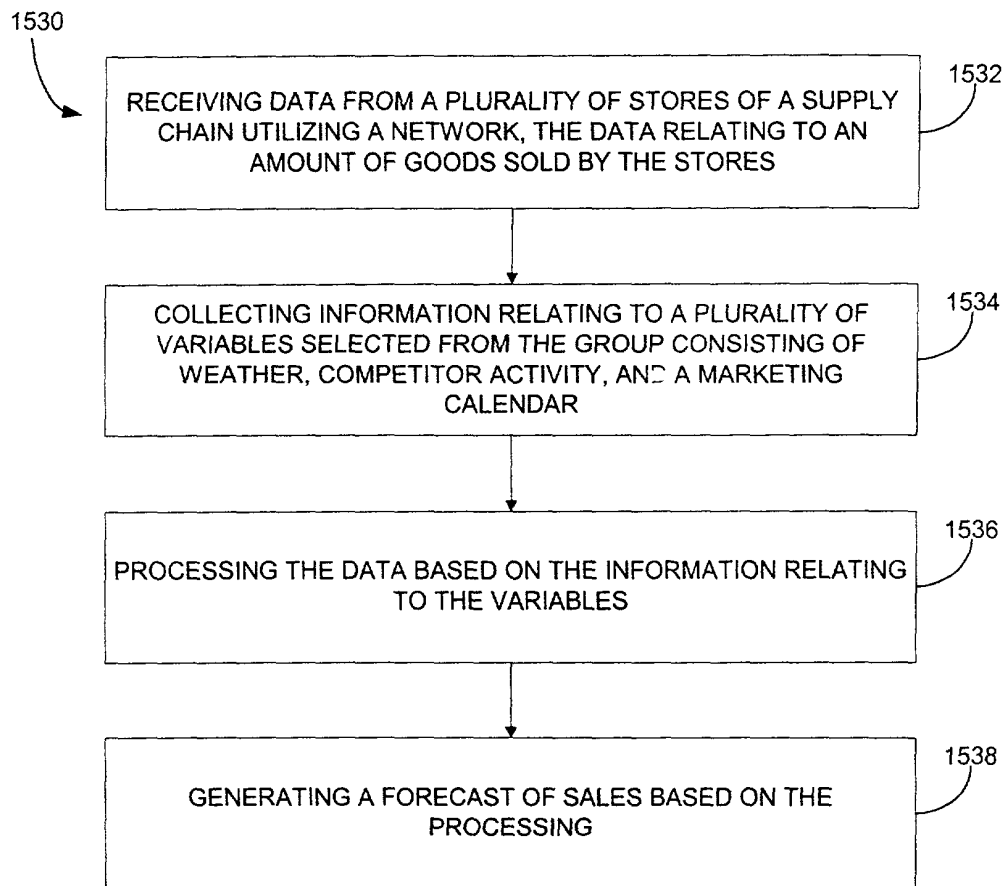 1530
1532
RECEIVING DATA FROM A PLURALITY OF STORES OF A SUPPLY
CHAIN UTILIZING A NETWORK, THE DATA RELATING TO AN
AMOUNT OF GOODS SOLD BY THE STORES
1534
COLLECTING INFORMATION RELATING TO A PLURALITY OF
VARIABLES SELECTED FROM THE GROUP CONSISTING OF
WEATHER, COMPETITOR ACTIVITY, AND A MARKETING
CALENDAR
1536
PROCESSING THE DATA BASED ON THE INFORMATION RELATING
TO THE VARIABLES
1538
GENERATING A FORECAST OF SALES BASED ON THE
PROCESSING